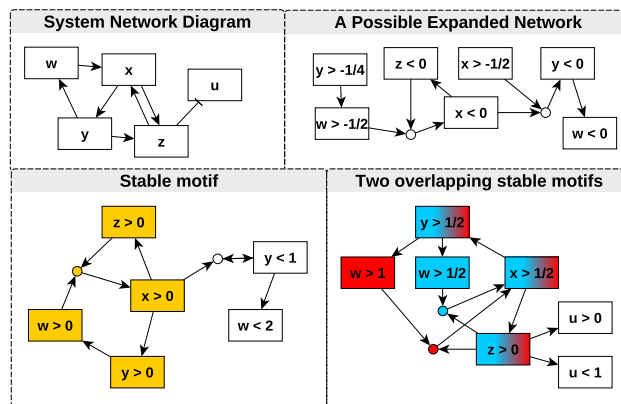 System Network Diagram
w
x
u
y
z
A Possible Expanded Network
y > -1/4
z < 0
x > -1/2
y < 0
w > -1/2
x < 0
w < 0
Stable motif
z > 0
y < 1
x > 0
w > 0
w < 2
y > 0
Two overlapping stable motifs
y > 1/2
w > 1
w > 1/2
x > 1/2
u > 0
z > 0
u < 1